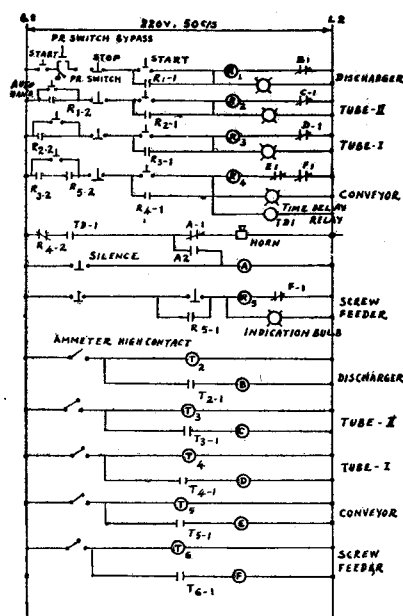 220V, 50C/S
L1 L2
P.R. SWITCH BYPASS
START STOP START
P.R. SWITCH
R1-1 R1 B1
DISCHARGER
AUTO
HAND
R1-2 R2-1 R2 C-1
TUBE-II
R2-2 R3-1 R3 D-1
TUBE-I
R3-2 R5-2 R4-1 R4 E1 F1
CONVEYOR
TIME DELAY
TD1 RELAY
R4-2 TD-1 A-1 HORN
A2
SILENCE A
R5-1 R5 F-1
SCREW
FEEDER
INDICATION BULB
AMMETER HIGH CONTACT
T2
T2-1 B
DISCHARGER
T3
T3-1 C
TUBE-II
T4
T4-1 D
TUBE-I
T5
T5-1 E
CONVEYOR
T6
T6-1 F
SCREW
FEEDER